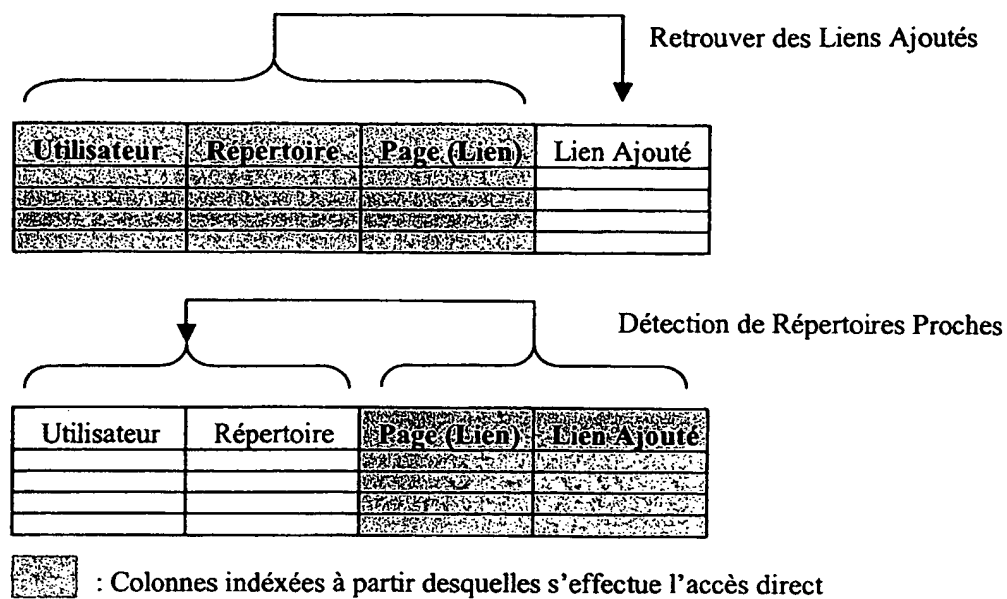 Retrouver des Liens Ajoutés
Utilisateur Répertoire Page (Lien) Lien Ajouté
Détection de Répertoires Proches
Utilisateur Répertoire Page (Lien) Lien Ajouté
: Colonnes indéxées à partir desquelles s'effectue l'accès direct